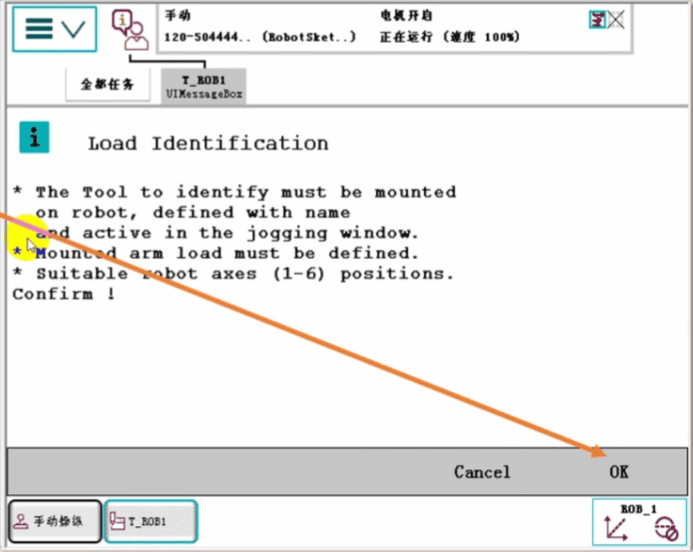 手动
120-504444.. (RobotSket..)
电机开启
正在运行 (速度 100%)
全部任务
T_ROB1
UIMessageBox
Load Identification
* The Tool to identify must be mounted
on robot, defined with name
and active in the jogging window.
* Mounted arm load must be defined.
* Suitable robot axes (1-6) positions.
Confirm !
Cancel
OK
手动操纵
T_ROB1
ROB_1